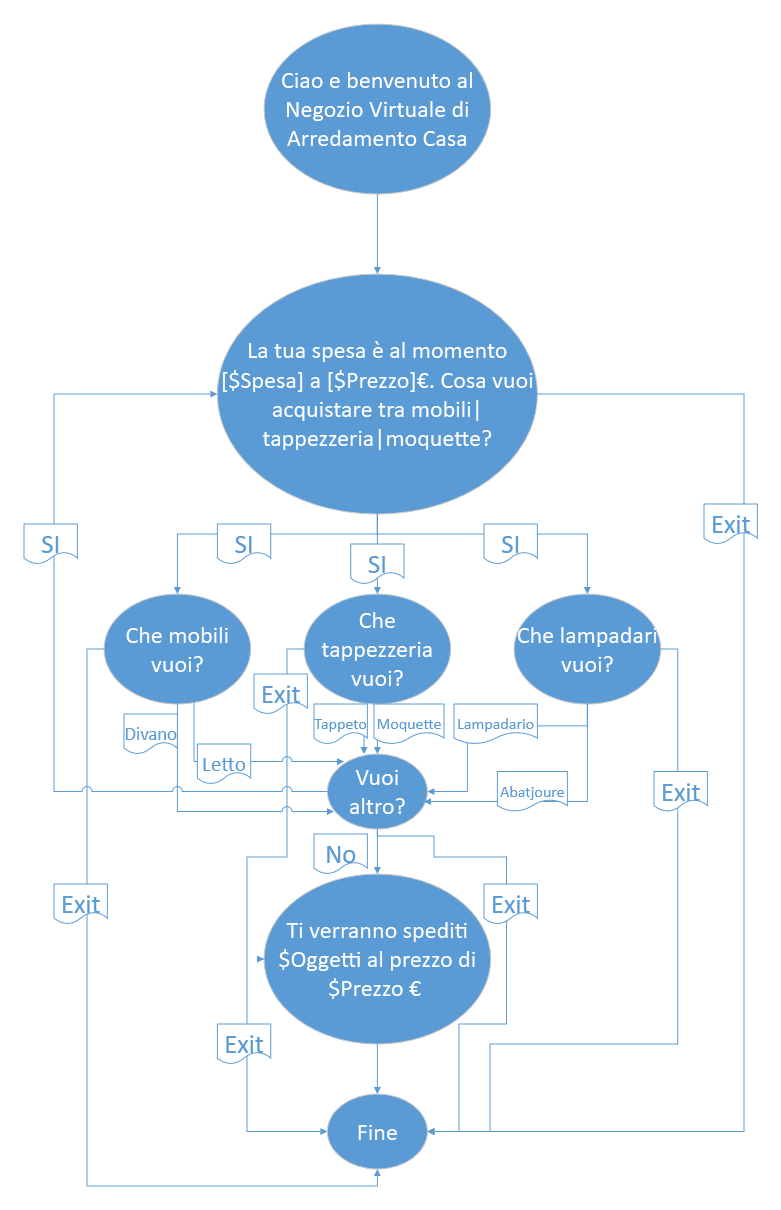 Ciao e benvenuto al
Negozio Virtuale di
Arredamento Casa
La tua spesa è al momento
[$Spesa] a [$Prezzo]€. Cosa vuoi
acquistare tra mobili|
tappezzeria|moquette?
Exit
SI
SI
SI
SI
Che mobili
vuoi?
Che
tappezzeria
vuoi?
Che lampadari
vuoi?
Exit
Divano
Letto
Tappeto
Moquette
Lampadario
Vuoi
altro?
Abatjoure
Exit
No
Exit
Exit
Ti verranno spediti
$Oggetti al prezzo di
$Prezzo €
Exit
Fine